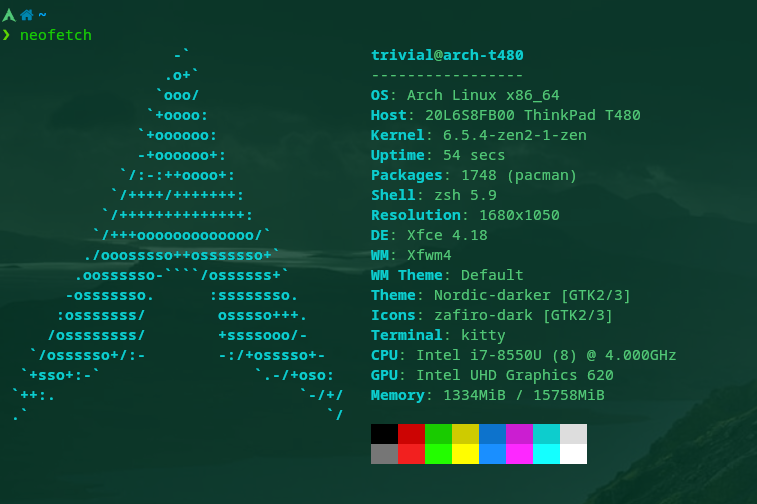 ~
❯ neofetch
-`
.o+`
`ooo/
`+oooo:
`+oooooo:
-+oooooo+:
`/:-:++oooo+:
`/++++/+++++++:
`/++++++++++++++:
`/+++ooooooooooooo/`
./ooosssso++osssssso+`
.oossssso-````/ossssss+`
-osssssso.      :ssssssso.
:osssssss/        osssso+++.
/ossssssss/        +ssssooo/-
`/ossssso+/:-        -:/+osssso+-
`+sso+:-`                 `.-/+oso:
`++:.                           `-/+/
.`                                 `/
trivial@arch-t480
-----------------
OS: Arch Linux x86_64
Host: 20L6S8FB00 ThinkPad T480
Kernel: 6.5.4-zen2-1-zen
Uptime: 54 secs
Packages: 1748 (pacman)
Shell: zsh 5.9
Resolution: 1680x1050
DE: Xfce 4.18
WM: Xfwm4
WM Theme: Default
Theme: Nordic-darker [GTK2/3]
Icons: zafiro-dark [GTK2/3]
Terminal: kitty
CPU: Intel i7-8550U (8) @ 4.000GHz
GPU: Intel UHD Graphics 620
Memory: 1334MiB / 15758MiB